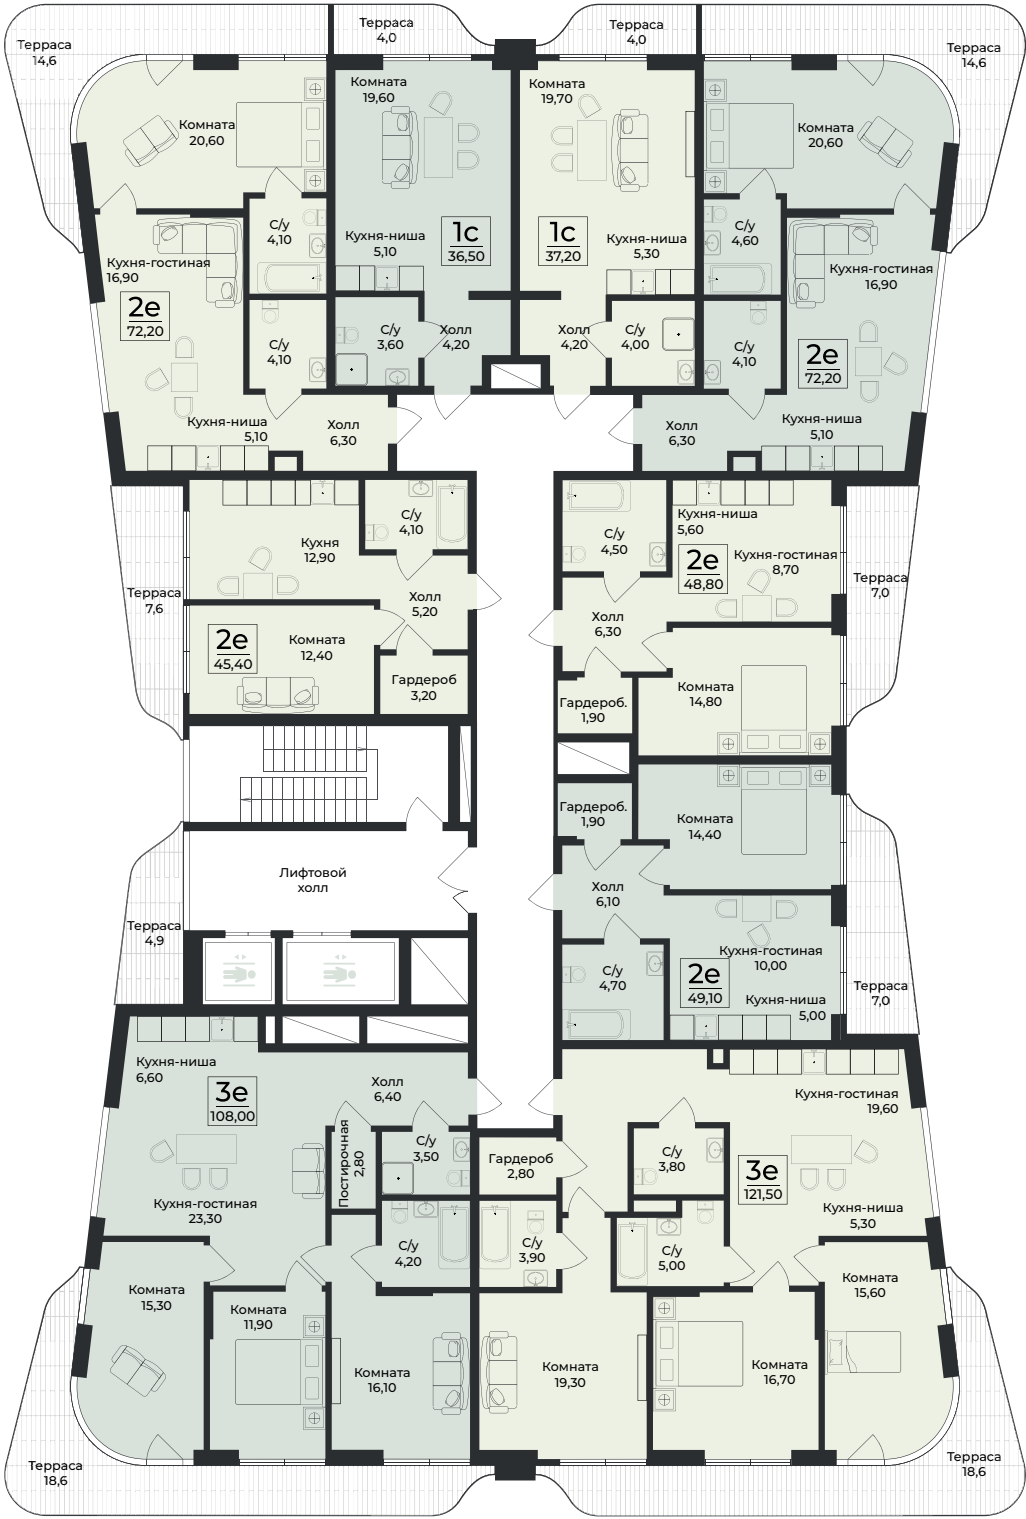 Терраса
4,0
Терраса
4,0
Терраса
14,6
Терраса
14,6
Комната
19,60
Комната
19,70
Комната
20,60
Комната
20,60
С/у
4,10
Кухня-ниша
5,10
1с
36,50
1с
37,20
Кухня-ниша
5,30
С/у
4,60
Кухня-гостиная
16,90
Кухня-гостиная
16,90
2е
72,20
С/у
4,10
С/у
3,60
Холл
4,20
Холл
4,20
С/у
4,00
С/у
4,10
2е
72,20
Кухня-ниша
5,10
Холл
6,30
Холл
6,30
Кухня-ниша
5,10
С/у
4,10
Кухня
12,90
С/у
4,50
Кухня-ниша
5,60
2е
48,80
Кухня-гостиная
8,70
Терраса
7,6
Холл
5,20
Терраса
7,0
Холл
6,30
2е
45,40
Комната
12,40
Гардероб
3,20
Гардероб.
1,90
Комната
14,80
Гардероб.
1,90
Комната
14,40
Лифтовой
холл
Холл
6,10
Терраса
4,9
Кухня-гостиная
10,00
С/у
4,70
2е
49,10
Кухня-ниша
5,00
Терраса
7,0
Кухня-ниша
6,60
3е
108,00
Холл
6,40
Кухня-гостиная
19,60
Постирочная
2,80
С/у
3,50
Гардероб
2,80
С/у
3,80
3е
121,50
Кухня-гостиная
23,30
Кухня-ниша
5,30
С/у
4,20
С/у
3,90
С/у
5,00
Комната
15,30
Комната
11,90
Комната
15,60
Комната
16,10
Комната
19,30
Комната
16,70
Терраса
18,6
Терраса
18,6